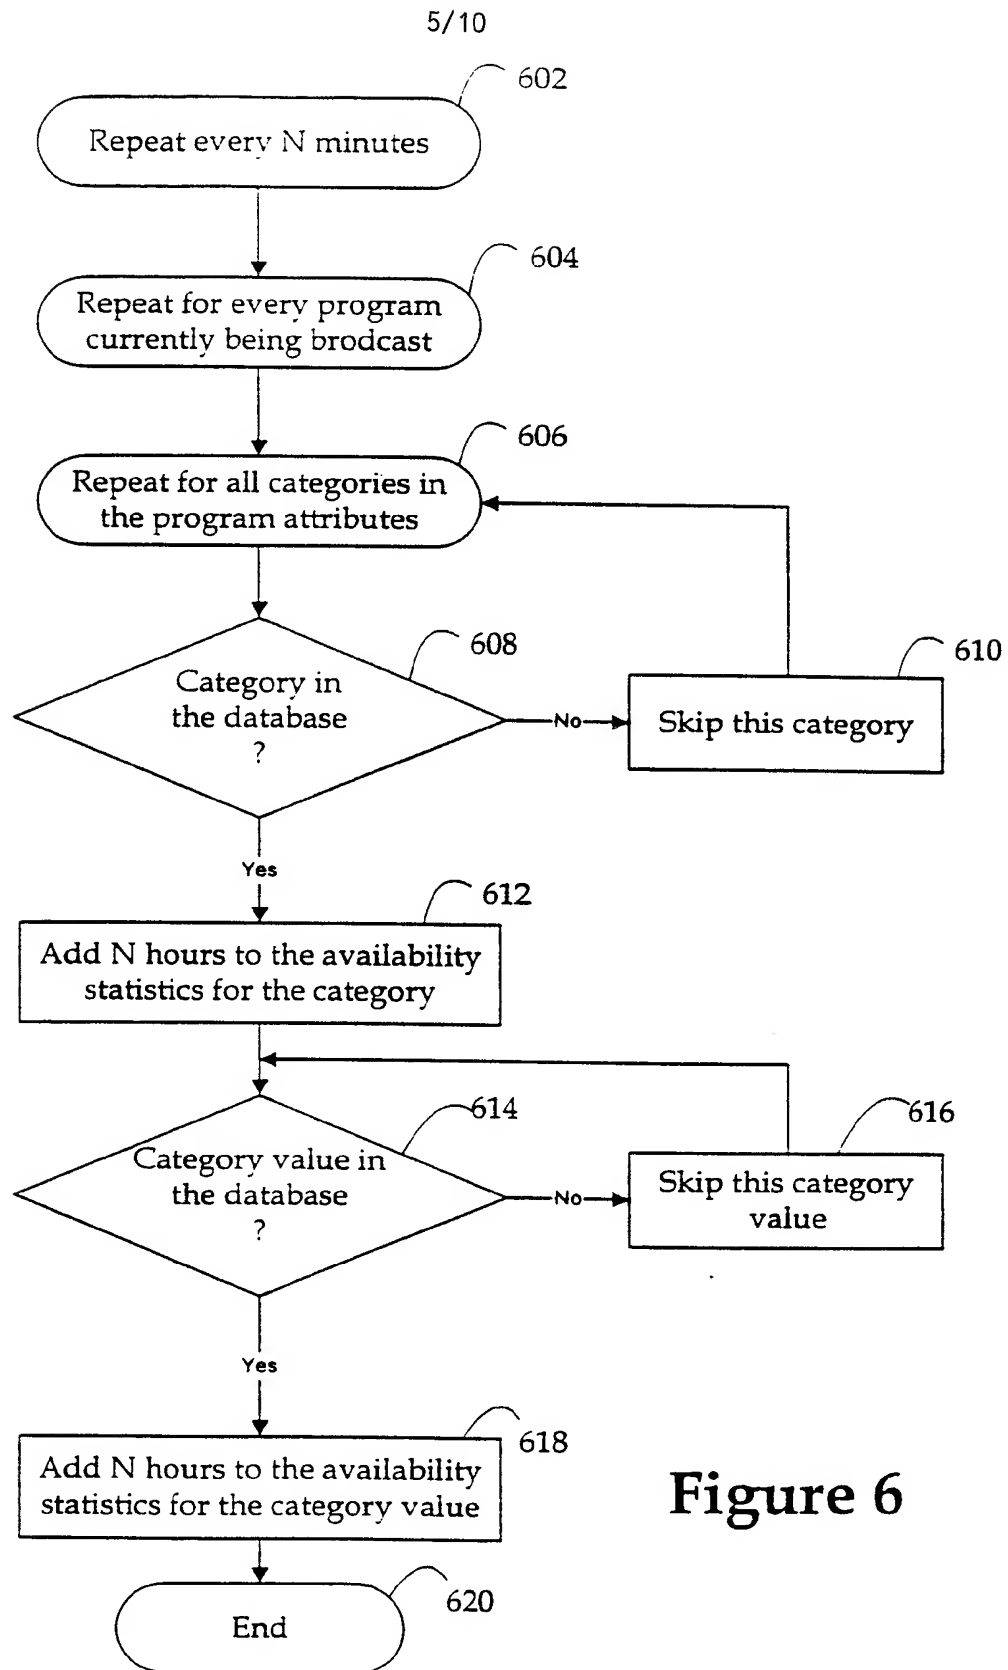 5/10
602
Repeat every N minutes
604
Repeat for every program
currently being brodcast
606
Repeat for all categories in
the program attributes
608
Category in
the database
?
No
610
Skip this category
Yes
612
Add N hours to the availability
statistics for the category
614
Category value in
the database
?
No
616
Skip this category
value
Yes
618
Add N hours to the availability
statistics for the category value
Figure 6
620
End